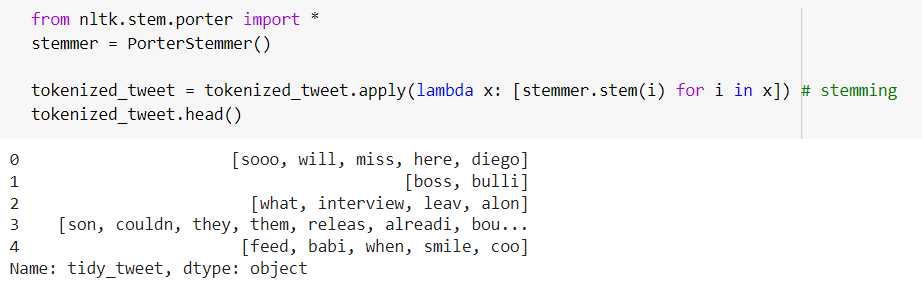 from nltk.stem.porter import *
stemmer = PorterStemmer()
tokenized_tweet = tokenized_tweet.apply(lambda x: [stemmer.stem(i) for i in x]) # stemming
tokenized_tweet.head()
0 [sooo, will, miss, here, diego]
1 [boss, bulli]
2 [what, interview, leav, alon]
3 [son, couldn, they, them, releas, alreadi, bou...
4 [feed, babi, when, smile, coo]
Name: tidy_tweet, dtype: object